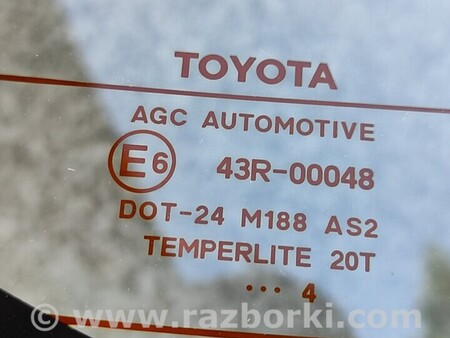 TOYOTA
AGC AUTOMOTIVE
E6 43R-00048
DOT-24 M188 AS2
TEMPERLITE 20T
... 4
© www.razborki.com/